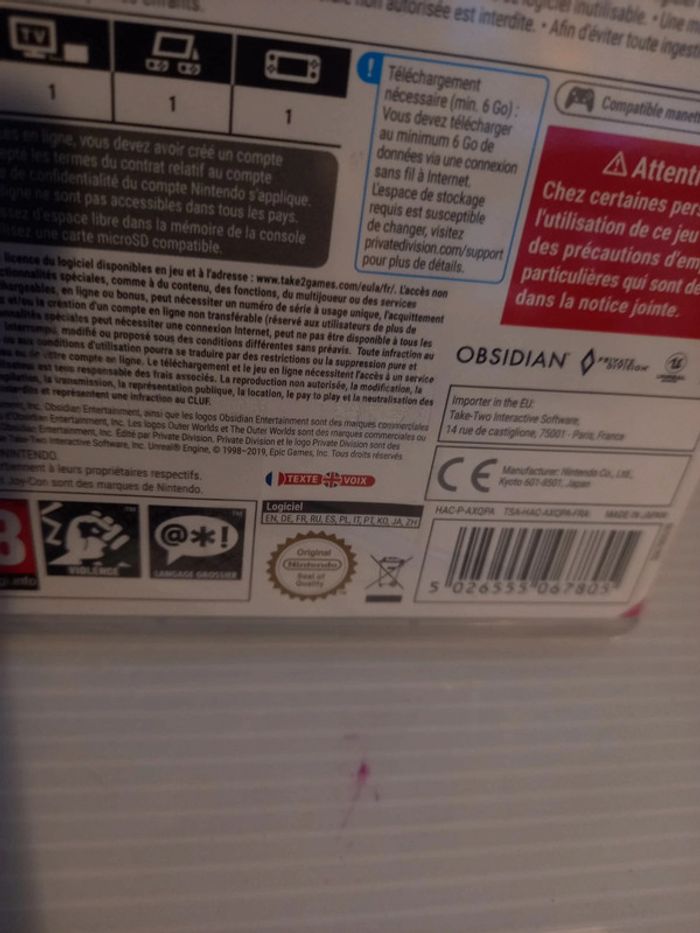 autorisée est interdite. • Afin d'éviter toute
TV
1
1
1
Téléchargement
nécessaire (min. 6 Go) :
Vous devez télécharger
au minimum 6 Go de
données via une connexion
sans fil à Internet.
L'espace de stockage
requis est susceptible
de changer, visitez
privatedivision.com/support
pour plus de détails.
Compatible
en ligne, vous devez avoir créé un compte
les termes du contrat relatif au compte
de confidentialité du compte Nintendo s'applique.
ligne ne sont pas accessibles dans tous les pays.
d'espace libre dans la mémoire de la console
une carte microSD compatible.
Chez certaines
l'utilisation de ce jeu
des précautions
particulières qui sont
dans la notice jointe.
licence du logiciel disponibles en jeu et à l'adresse : www.take2games.com/eula/fr/. L'accès non
spéciales, comme à du contenu, des fonctions, du multijoueur ou des services
en ligne ou bonus, peut nécessiter un numéro de série à usage unique, l'acquittement
création d'un compte en ligne non transférable (réservé aux utilisateurs de plus de
spéciales peut nécessiter une connexion Internet, peut ne pas être disponible à tous les
modifié ou proposé sous des conditions différentes sans préavis. Toute infraction au
conditions d'utilisation pourra se traduire par des restrictions ou la suppression pure et
compte en ligne. Le téléchargement et le jeu en ligne nécessitent l'accès à un service
tenu responsable des frais associés. La reproduction non autorisée, la modification, la
la transmission, la représentation publique, la location, le pay to play et la neutralisation des
représentent une infraction au CLUF.
Inc. Obsidian Entertainment, ainsi que les logos Obsidian Entertainment sont des marques commerciales
d'Obsidian Entertainment, Inc. Les logos Outer Worlds et The Outer Worlds sont des marques commerciales ou
Obsidian Entertainment, Inc. Édité par Private Division. Private Division et le logo Private Division sont des
Take-Two Interactive Software, Inc. Unreal® Engine, © 1998-2019, Epic Games, Inc. Tous droits réservés.
NINTENDO.
à leurs propriétaires respectifs.
Joy-Con sont des marques de Nintendo.
OBSIDIAN
PRIVATE
DIVISION
Importer in the EU:
Take-Two Interactive Software,
14 rue de castiglione, 75001 - Paris, France
CE
Manufacturer: Nintendo Co., Ltd.,
Kyoto 601-8501, Japan
TEXTE
VOIX
Logiciel
EN, DE, FR, RU, ES, PL, IT, PT, KO, JA, ZH
HAC-P-AXQPA
TSA-HAC-AXQPA-FRA
MADE IN JAPAN
8
VIOLENCE
@*!
LANGAGE GROSSIER
Original
Nintendo
Seal of
Quality
5 026555 067805